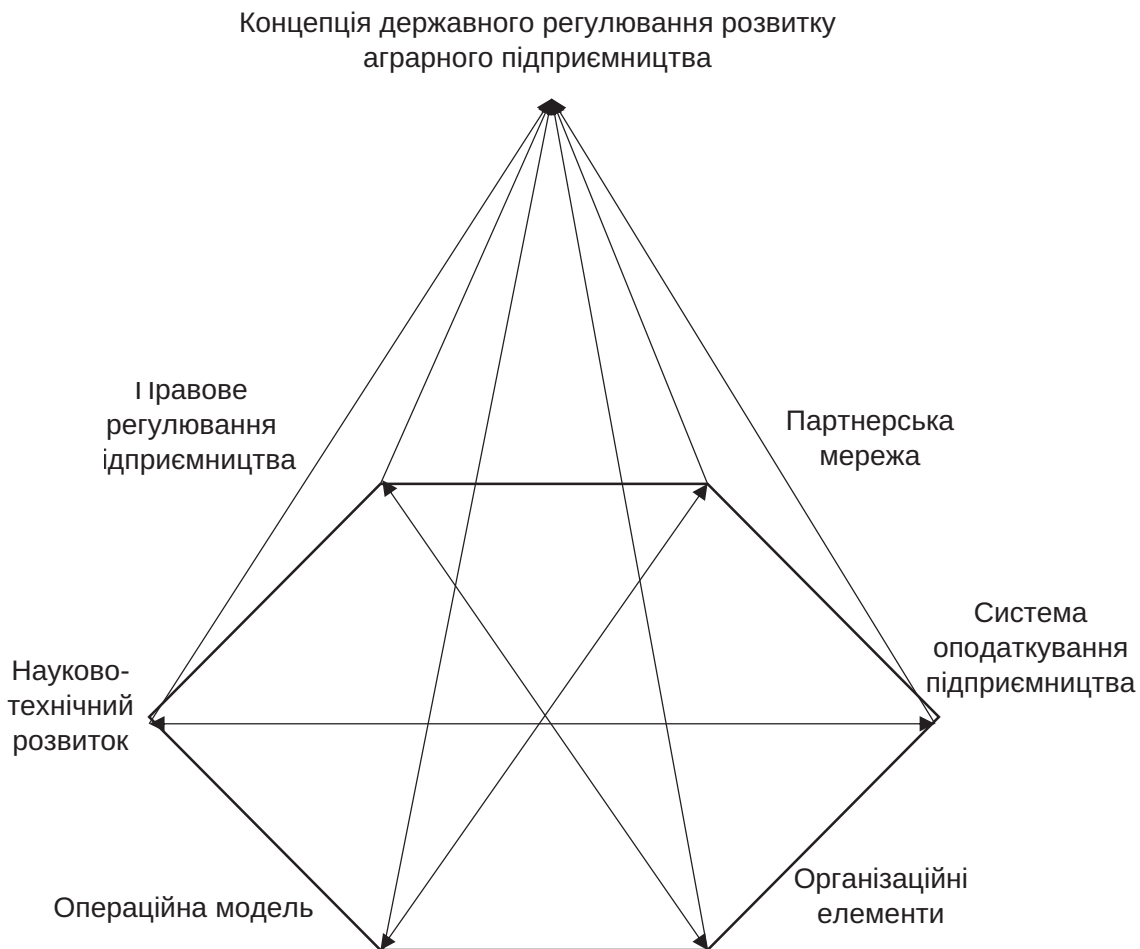 Концепція державного регулювання розвитку
аграрного підприємництва
Правове
регулювання
ідприємництва
Партнерська
мережа
Система
оподаткування
підприємництва
Науково-
технічний
розвиток
Операційна модель
Організаційні
елементи